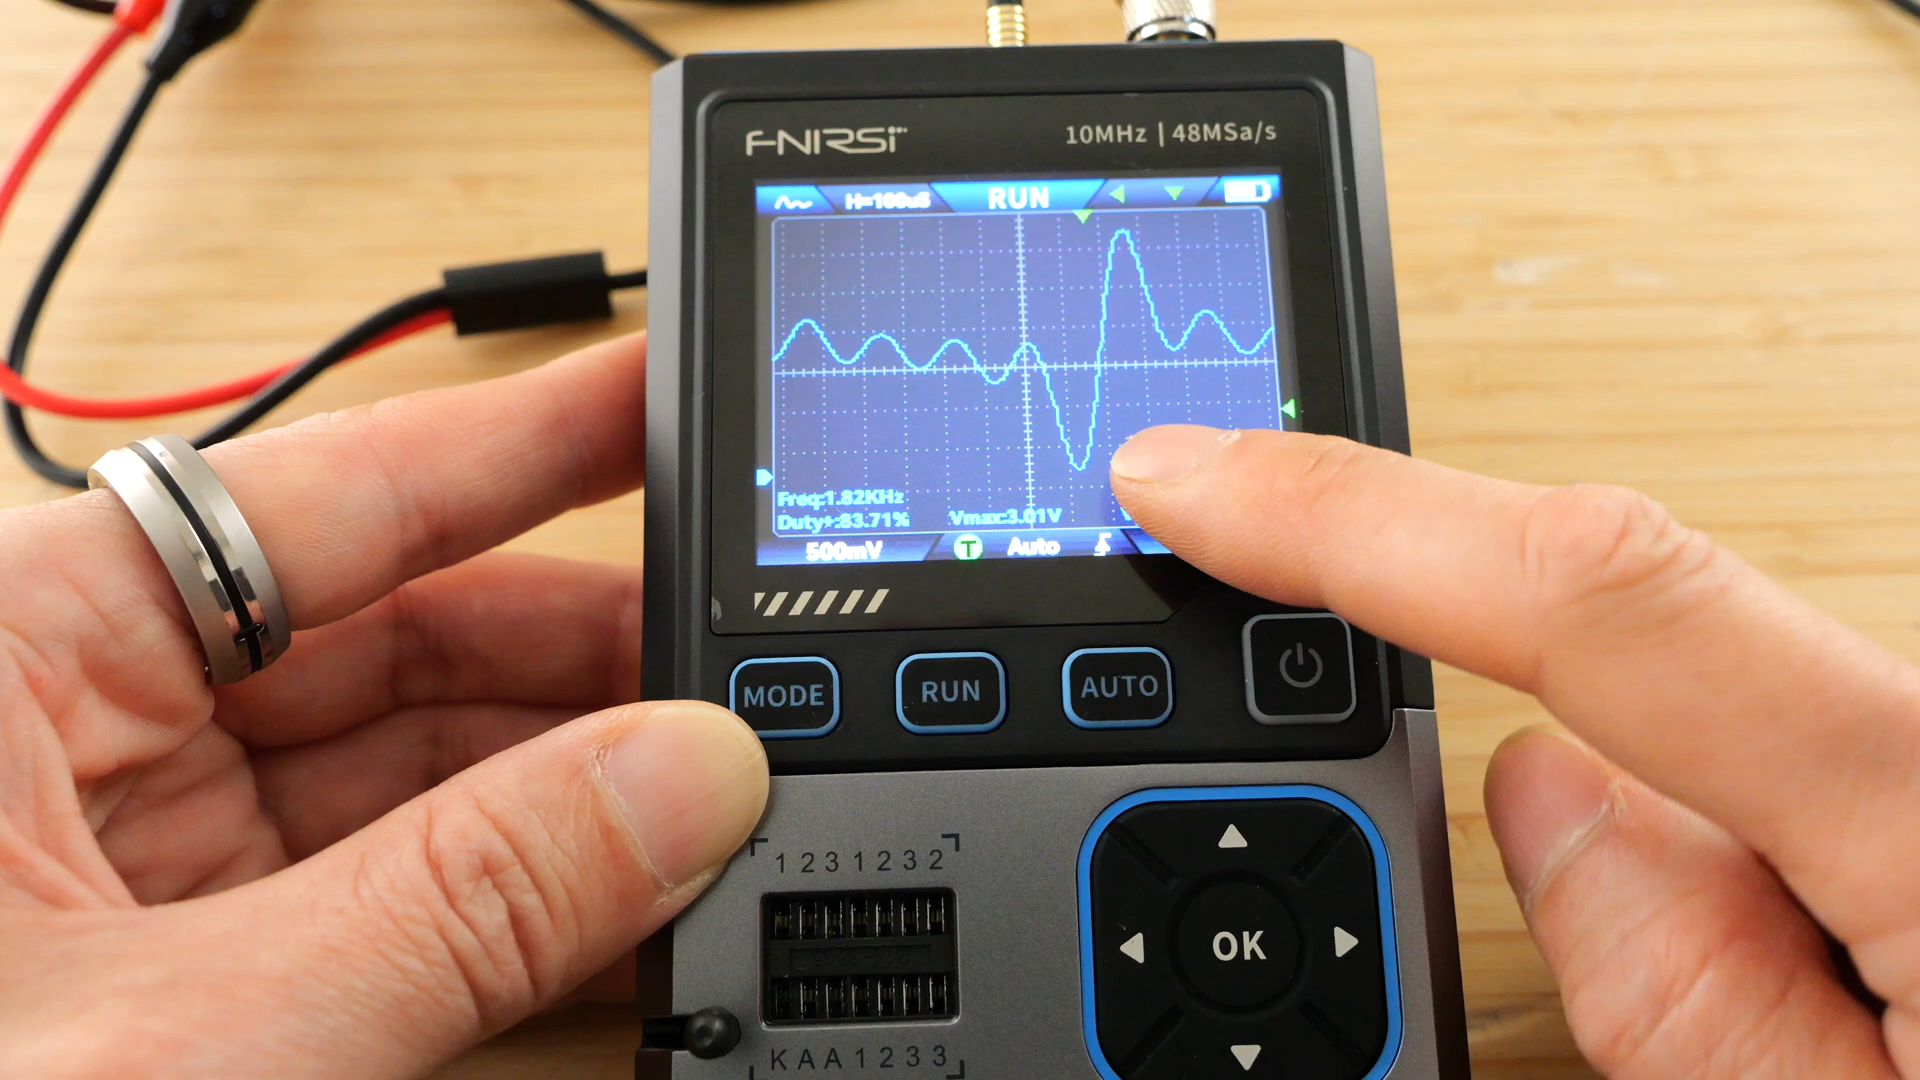 FNIRSI
10MHz | 48MSa/s
H=100uS RUN
Freq:1.82KHz
Duty+:83.71% Vmax:3.01V
500mV T Auto
MODE RUN AUTO
1 2 3 1 2 3 2
OK
K A A 1 2 3 3